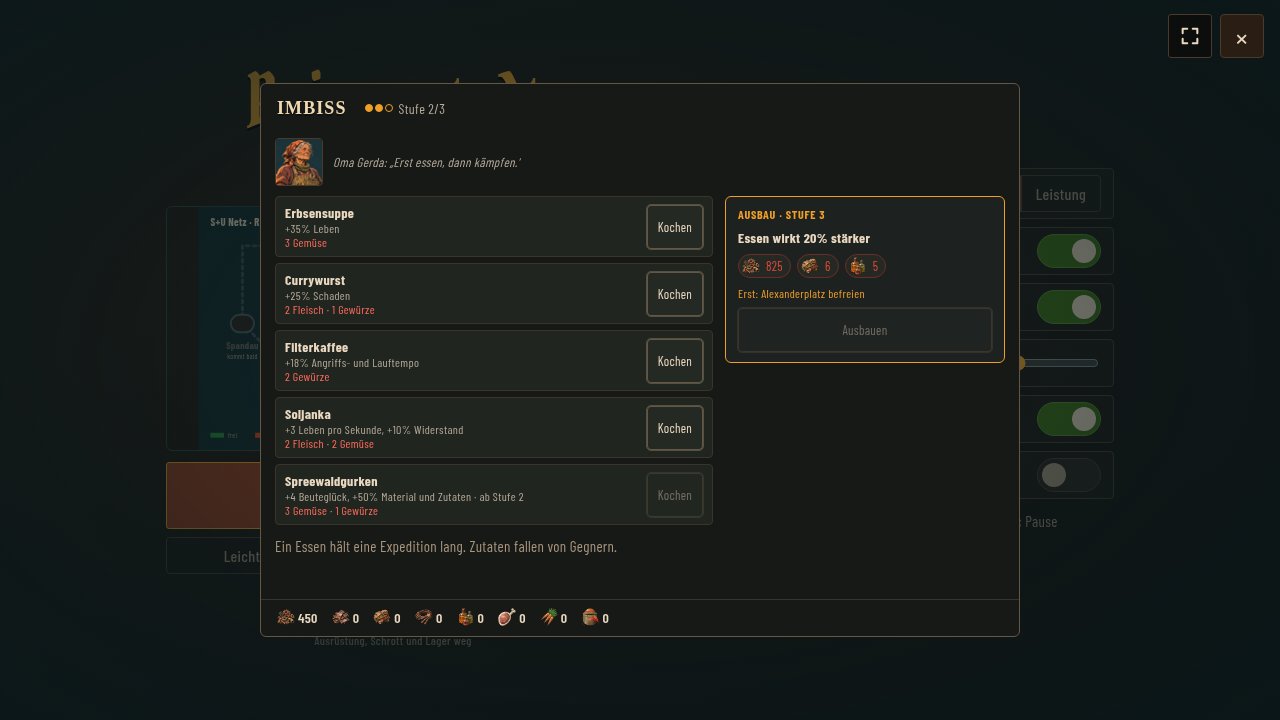 IMBISS
Stufe 2/3
Oma Gerda: „Erst essen, dann kämpfen.'
Erbsensuppe
+35% Leben
3 Gemüse
Kochen
Currywurst
+25% Schaden
2 Fleisch · 1 Gewürze
Kochen
Filterkaffee
+18% Angriffs- und Lauftempo
2 Gewürze
Kochen
Soljanka
+3 Leben pro Sekunde, +10% Widerstand
2 Fleisch · 2 Gemüse
Kochen
Spreewaldgurken
+4 Beuteglück, +50% Material und Zutaten · ab Stufe 2
3 Gemüse · 1 Gewürze
Kochen
AUSBAU · STUFE 3
Essen wirkt 20% stärker
825 6 5
Erst: Alexanderplatz befreien
Ausbauen
Ein Essen hält eine Expedition lang. Zutaten fallen von Gegnern.
450 0 0 0 0 0 0 0
S+U Netz · R
Spandau
kommt bald
frei
Leicht
Leistung
: Pause
Ausrüstung, Schrott und Lager weg